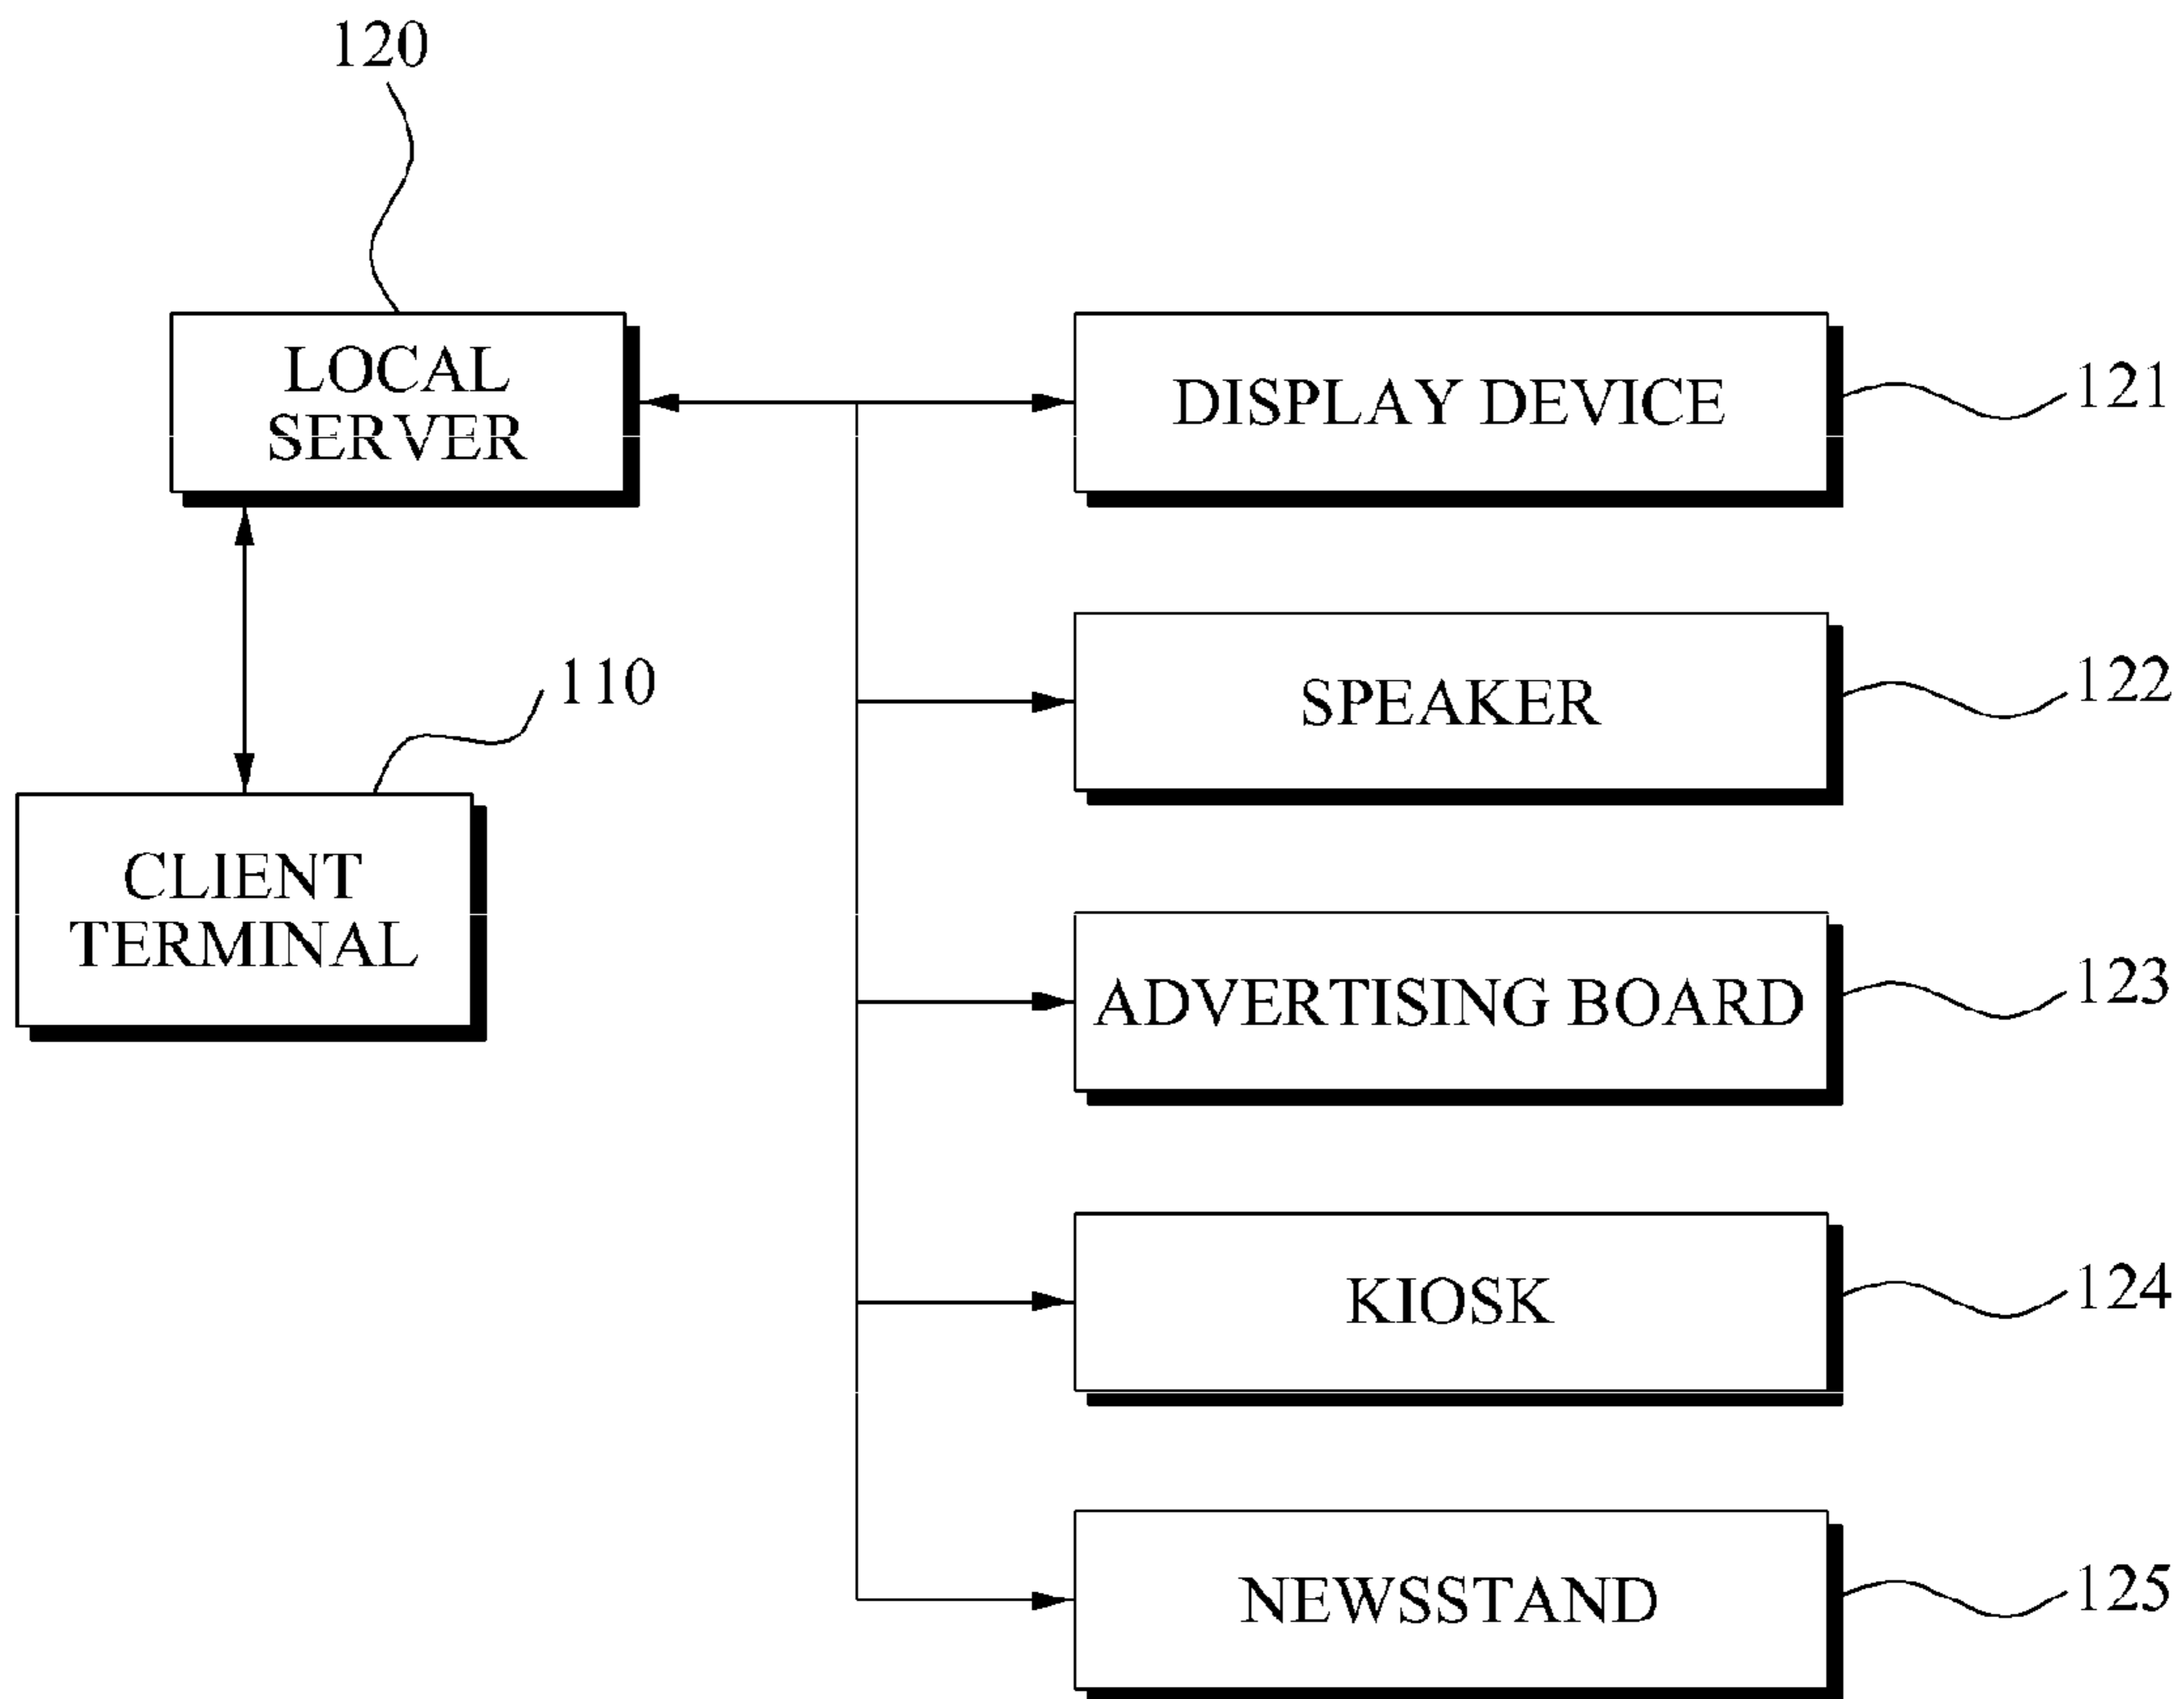 120
LOCAL
SERVER
DISPLAY DEVICE
121
110
SPEAKER
122
CLIENT
TERMINAL
ADVERTISING BOARD
123
KIOSK
124
NEWSSTAND
125